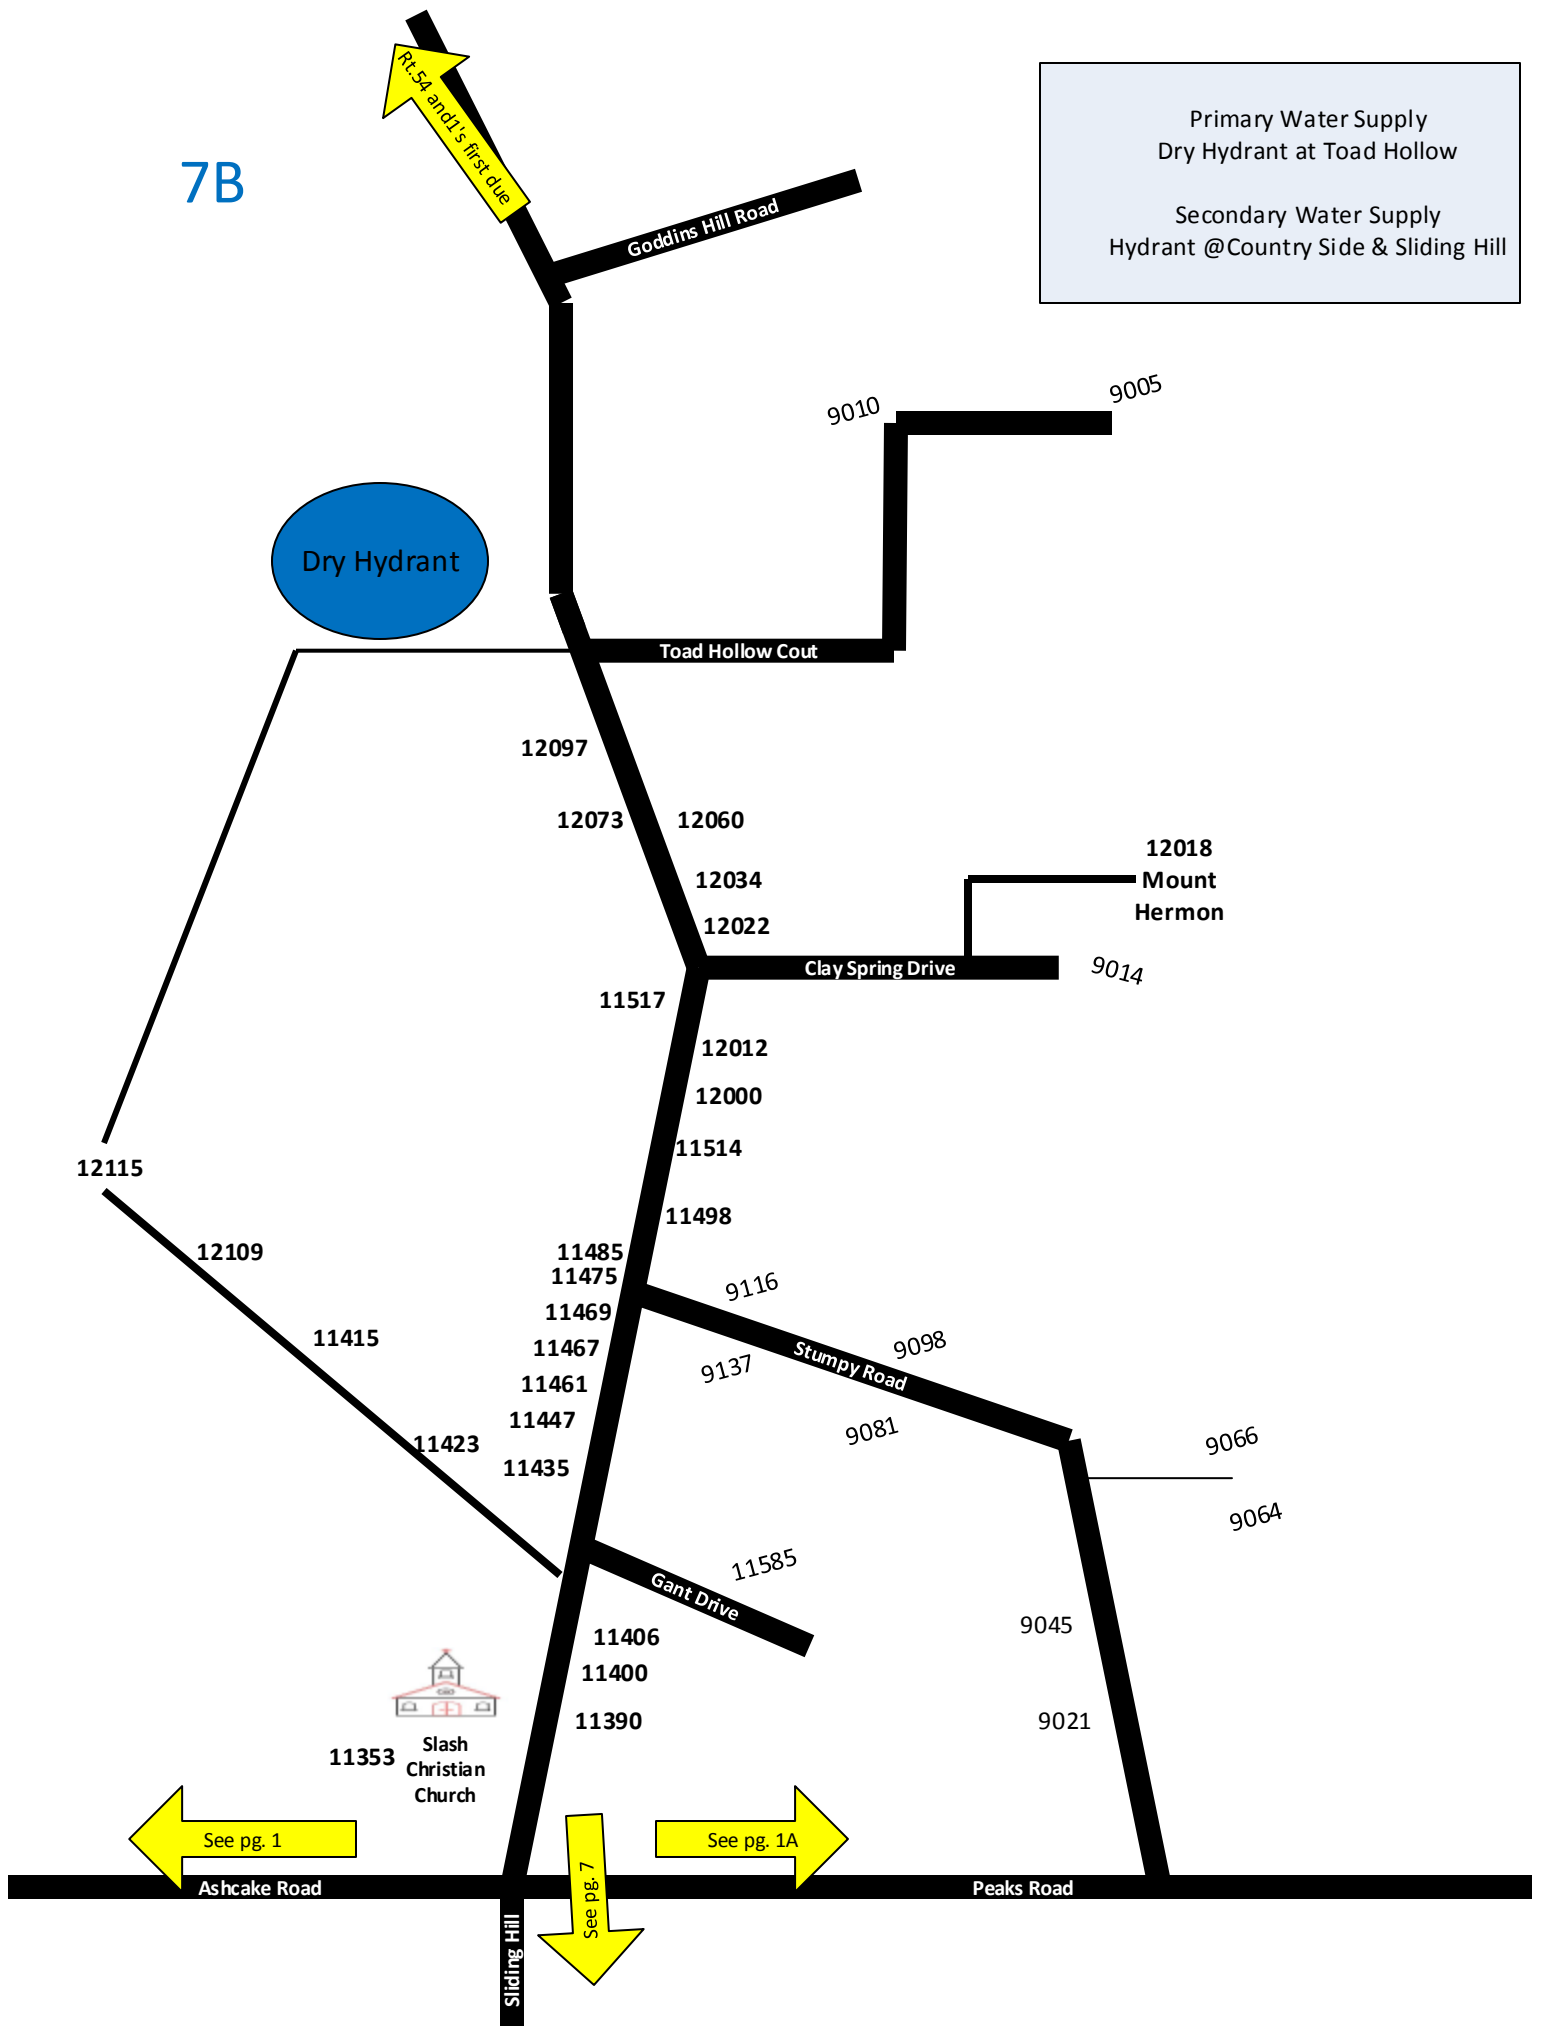 Rt.54 and1's first due
7B
Primary Water Supply
Dry Hydrant at Toad Hollow
Secondary Water Supply
Hydrant @Country Side & Sliding Hill
Goddins Hill Road
9005
9010
Dry Hydrant
Toad Hollow Cout
12097
12073
12060
12018
Mount
Hermon
12034
12022
Clay Spring Drive
9014
11517
12012
12000
11514
12115
11498
12109
11485
11475
9116
11469
11415
11467
9098
Stumpy Road
9137
11461
11447
9081
11423
9066
11435
9064
11585
Gant Drive
11406
9045
11400
11390
9021
11353
Slash
Christian
Church
See pg. 1
See pg. 1A
See pg. 7
Ashcake Road
Peaks Road
Sliding Hill